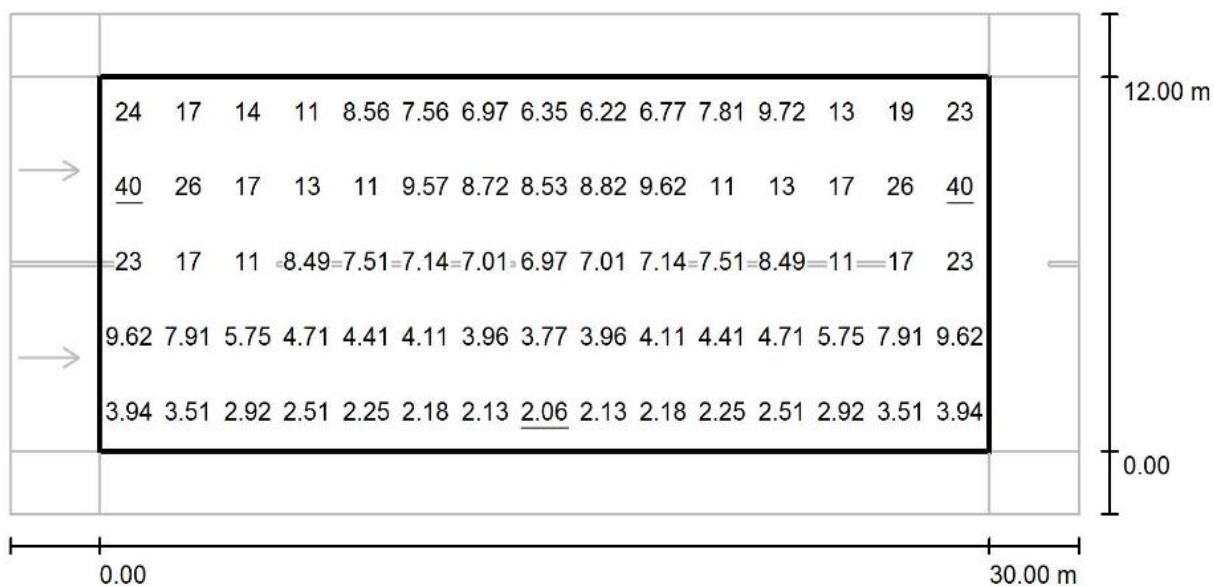 24 17 14 11 8.56 7.56 6.97 6.35 6.22 6.77 7.81 9.72 13 19 23
12.00 m
40 26 17 13 11 9.57 8.72 8.53 8.82 9.62 11 13 17 26 40
23 17 11 8.49 7.51 7.14 7.01 6.97 7.01 7.14 7.51 8.49 11 17 23
9.62 7.91 5.75 4.71 4.41 4.11 3.96 3.77 3.96 4.11 4.41 4.71 5.75 7.91 9.62
3.94 3.51 2.92 2.51 2.25 2.18 2.13 2.06 2.13 2.18 2.25 2.51 2.92 3.51 3.94
0.00
0.00 30.00 m